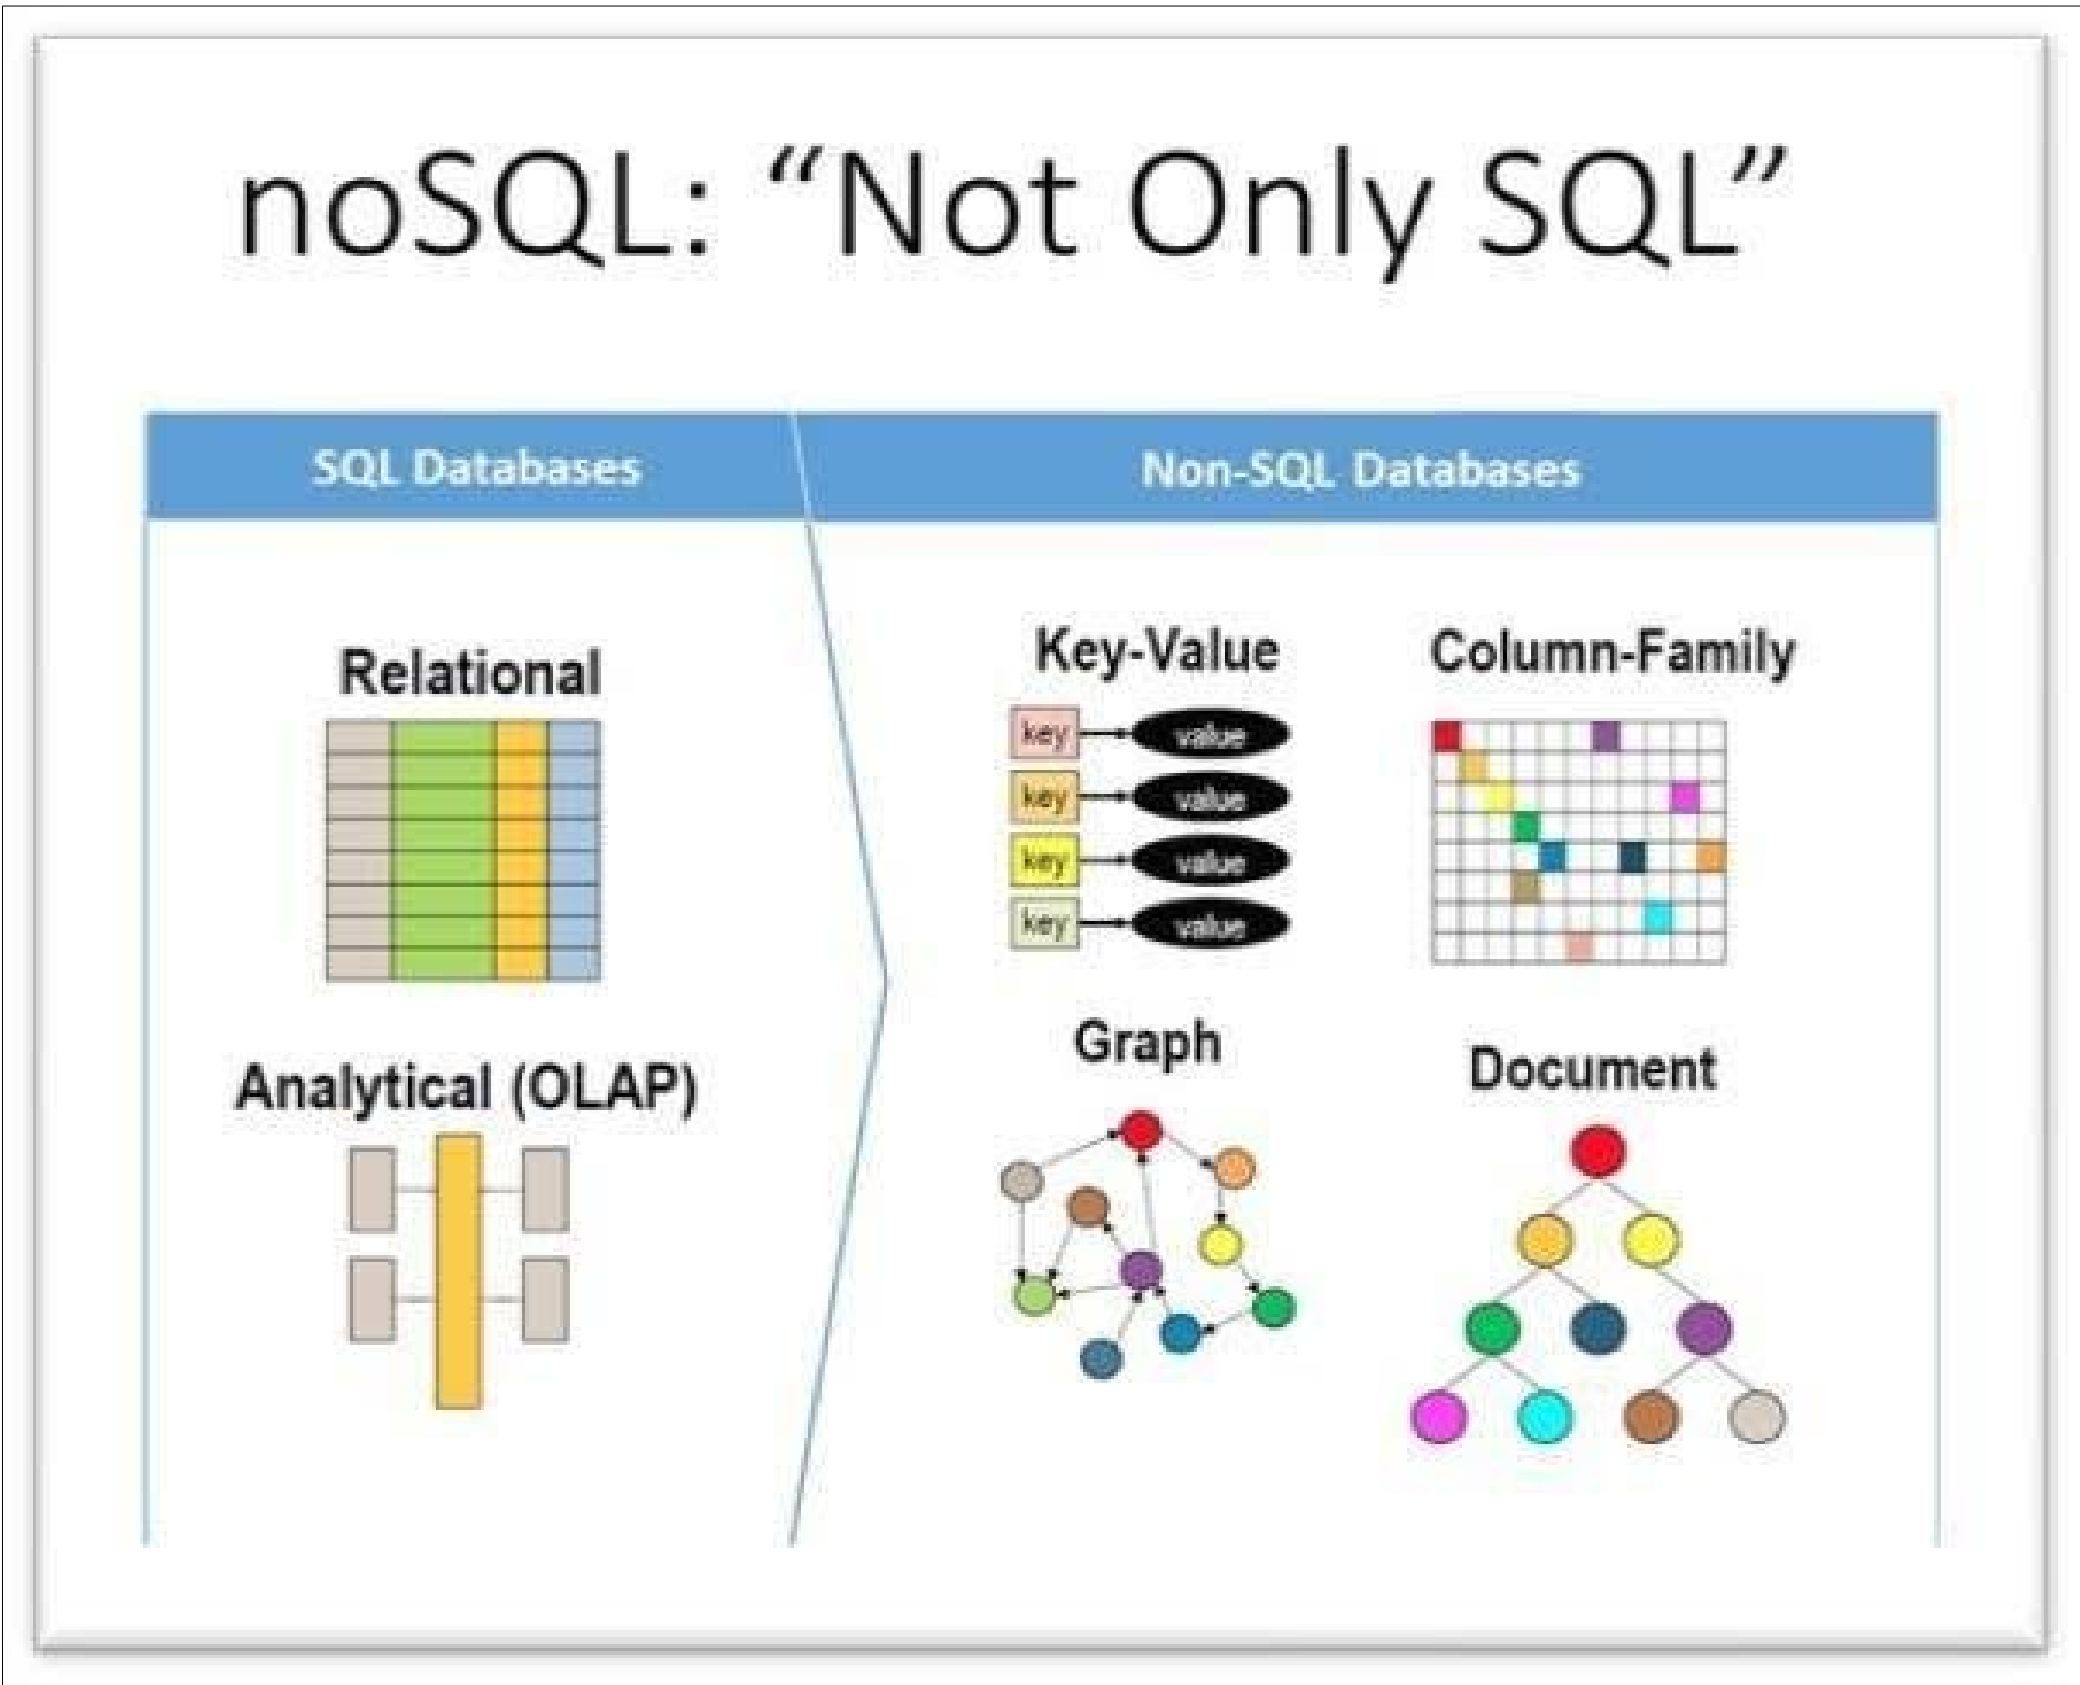 noSQL: “Not Only SQL”
SQL Databases
Non-SQL Databases
Relational
Analytical (OLAP)
Key-Value
key value
key value
key value
key value
Column-Family
Graph
Document